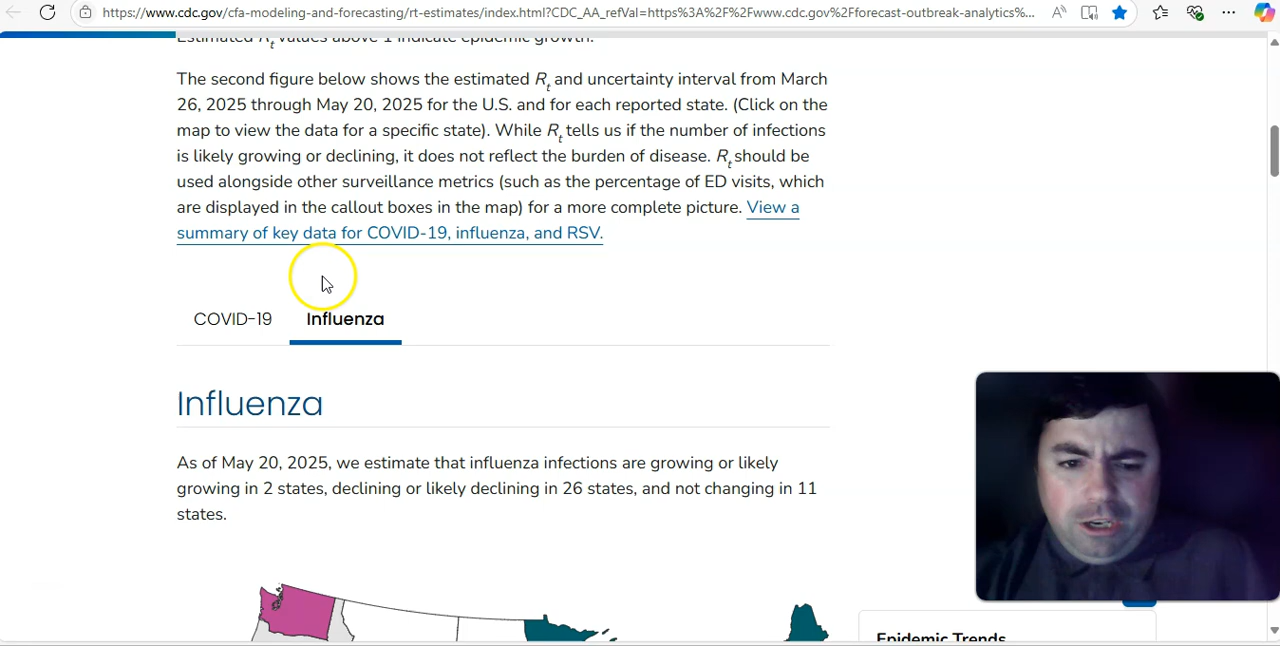 https://www.cdc.gov/cfa-modeling-and-forecasting/rt-estimates/index.html?CDC_AA_refVal=https%3A%2F%2Fwww.cdc.gov%2Fforecast-outbreak-analytics%...
Estimated Rt values above 1 indicate epidemic growth.
The second figure below shows the estimated Rt and uncertainty interval from March
26, 2025 through May 20, 2025 for the U.S. and for each reported state. (Click on the
map to view the data for a specific state). While Rt tells us if the number of infections
is likely growing or declining, it does not reflect the burden of disease. Rt should be
used alongside other surveillance metrics (such as the percentage of ED visits, which
are displayed in the callout boxes in the map) for a more complete picture. View a
summary of key data for COVID-19, influenza, and RSV.
COVID-19 Influenza
Influenza
As of May 20, 2025, we estimate that influenza infections are growing or likely
growing in 2 states, declining or likely declining in 26 states, and not changing in 11
states.
Epidemic Trends